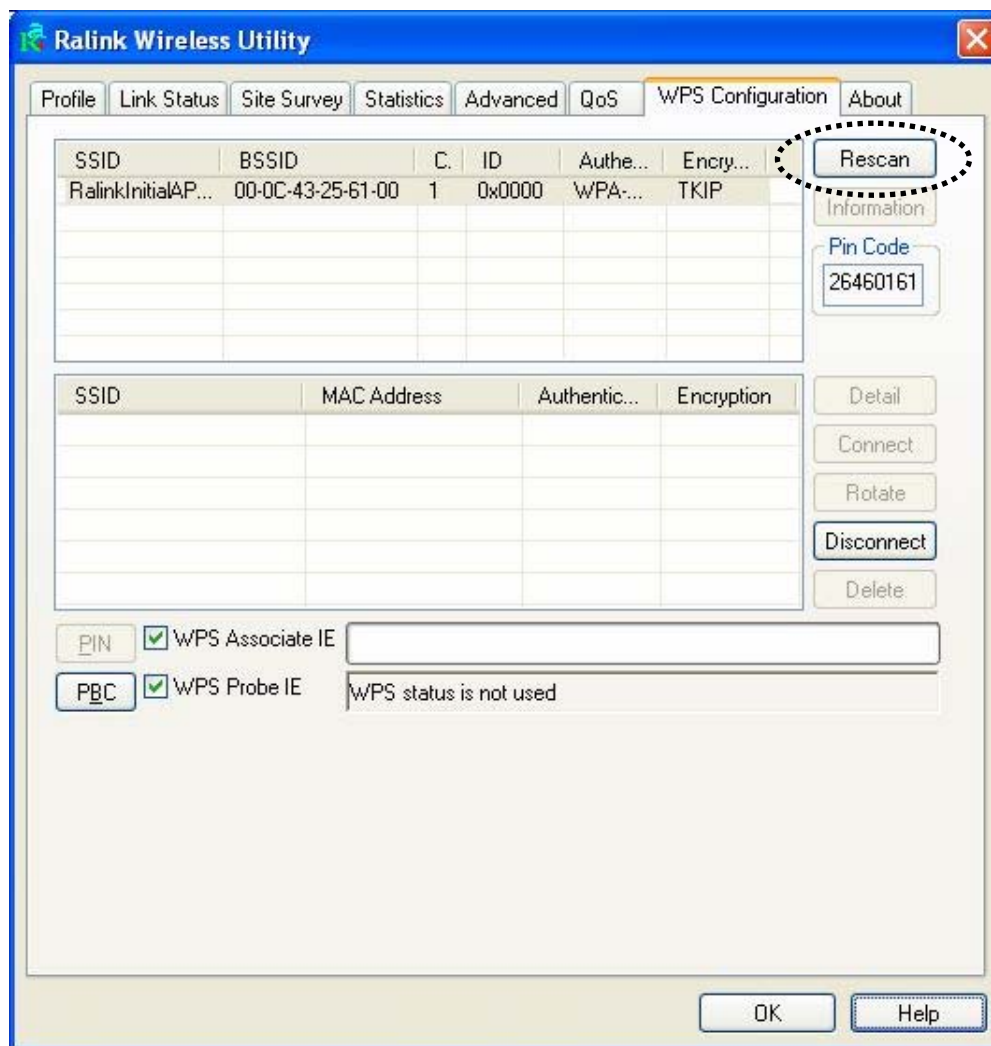 Ralink Wireless Utility
Profile Link Status Site Survey Statistics Advanced QoS WPS Configuration About
SSID BSSID C. ID Authe... Encry... Rescan
RalinkInitialAP... 00-0C-43-25-61-00 1 0x0000 WPA-... TKIP
Information
Pin Code
26460161
SSID MAC Address Authentic... Encryption Detail
Connect
Rotate
Disconnect
Delete
PIN WPS Associate IE
PBC WPS Probe IE WPS status is not used
OK Help